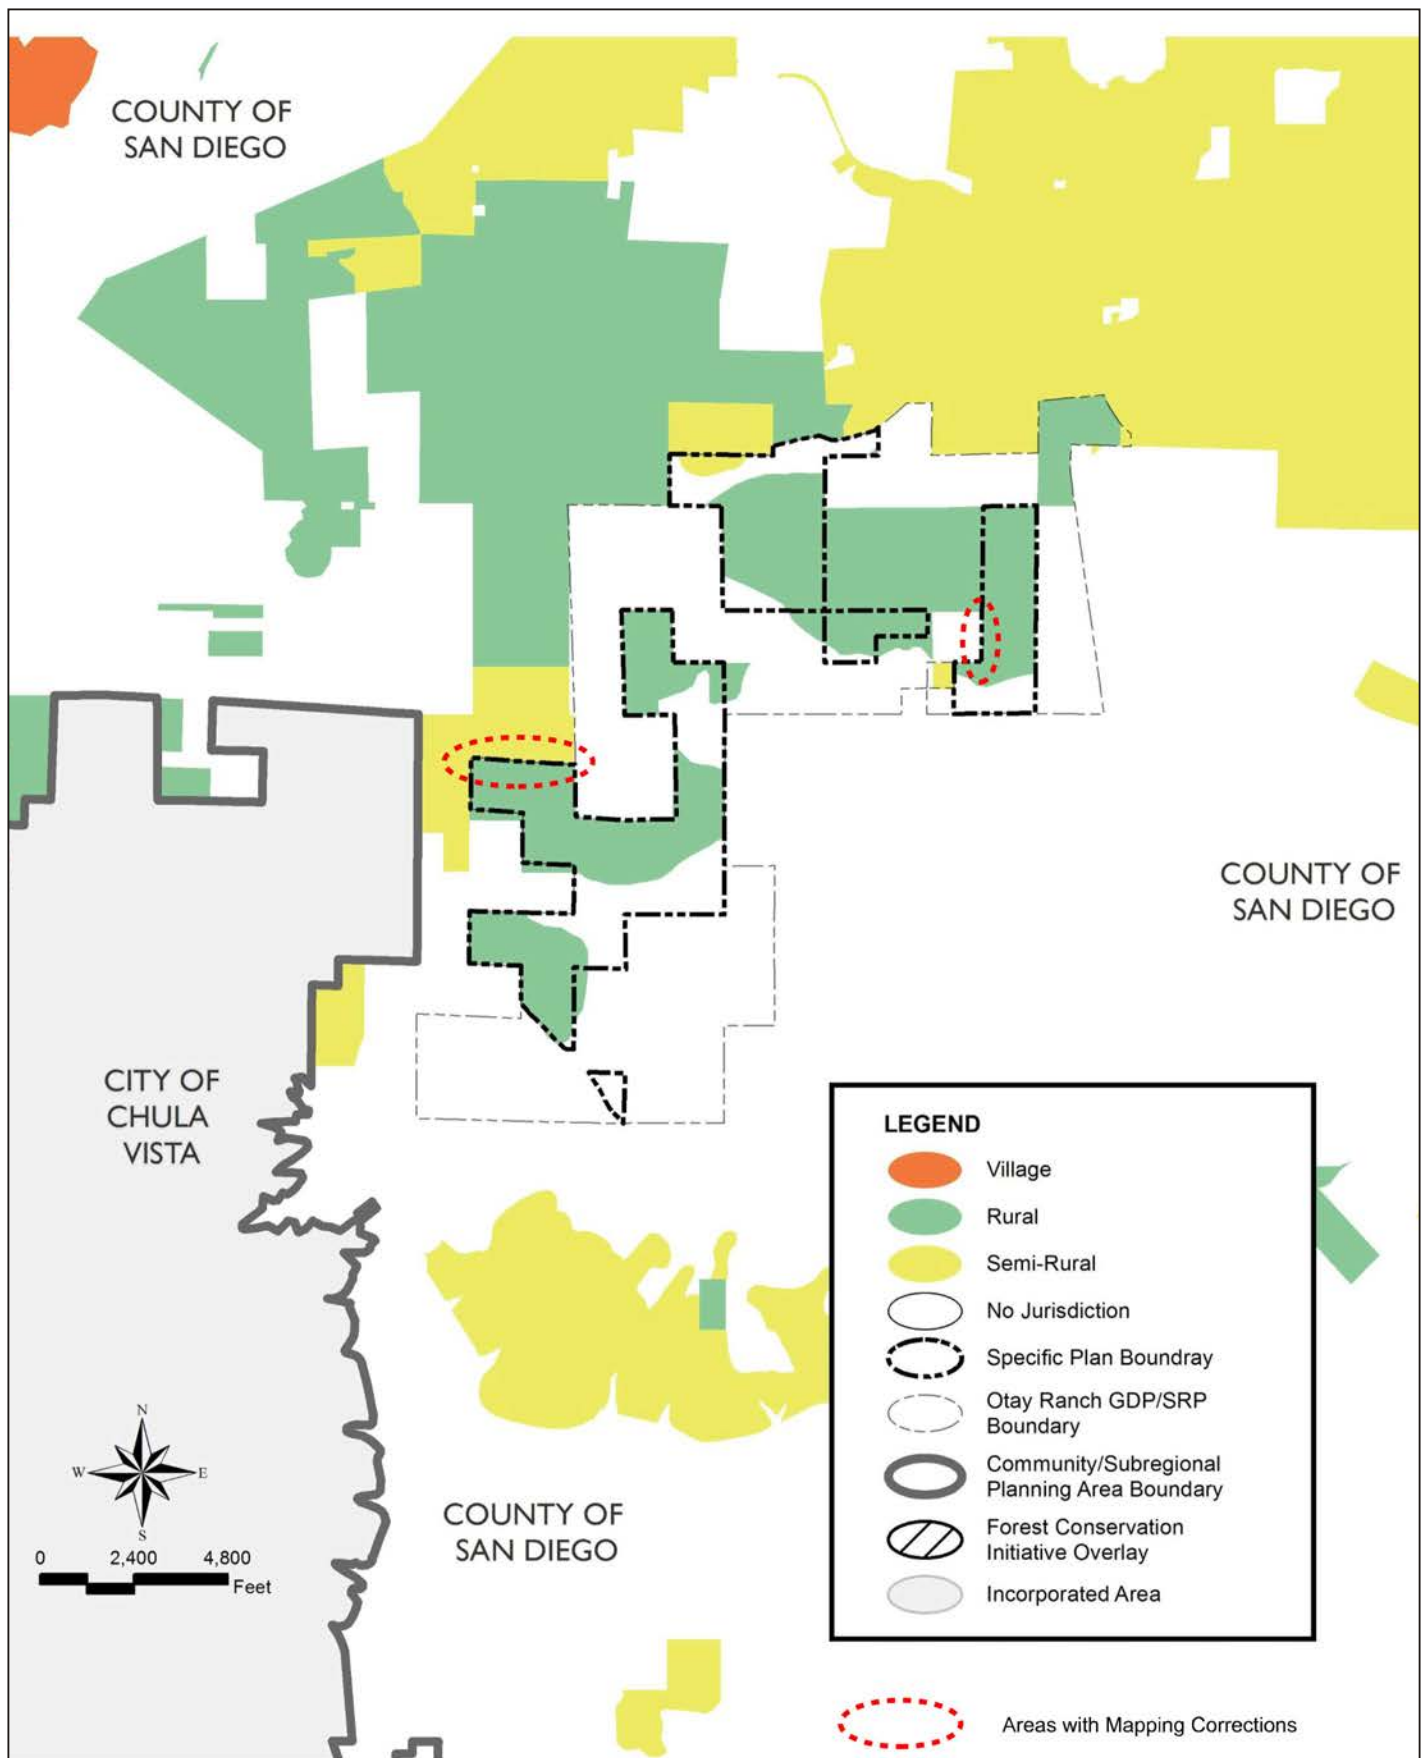 COUNTY OF
SAN DIEGO
COUNTY OF
SAN DIEGO
CITY OF
CHULA
VISTA
LEGEND
Village
Rural
Semi-Rural
No Jurisdiction
Specific Plan Boundray
Otay Ranch GDP/SRP
Boundary
Community/Subregional
Planning Area Boundary
Forest Conservation
Initiative Overlay
Incorporated Area
N
W
E
S
COUNTY OF
SAN DIEGO
0 2,400 4,800
Feet
Areas with Mapping Corrections